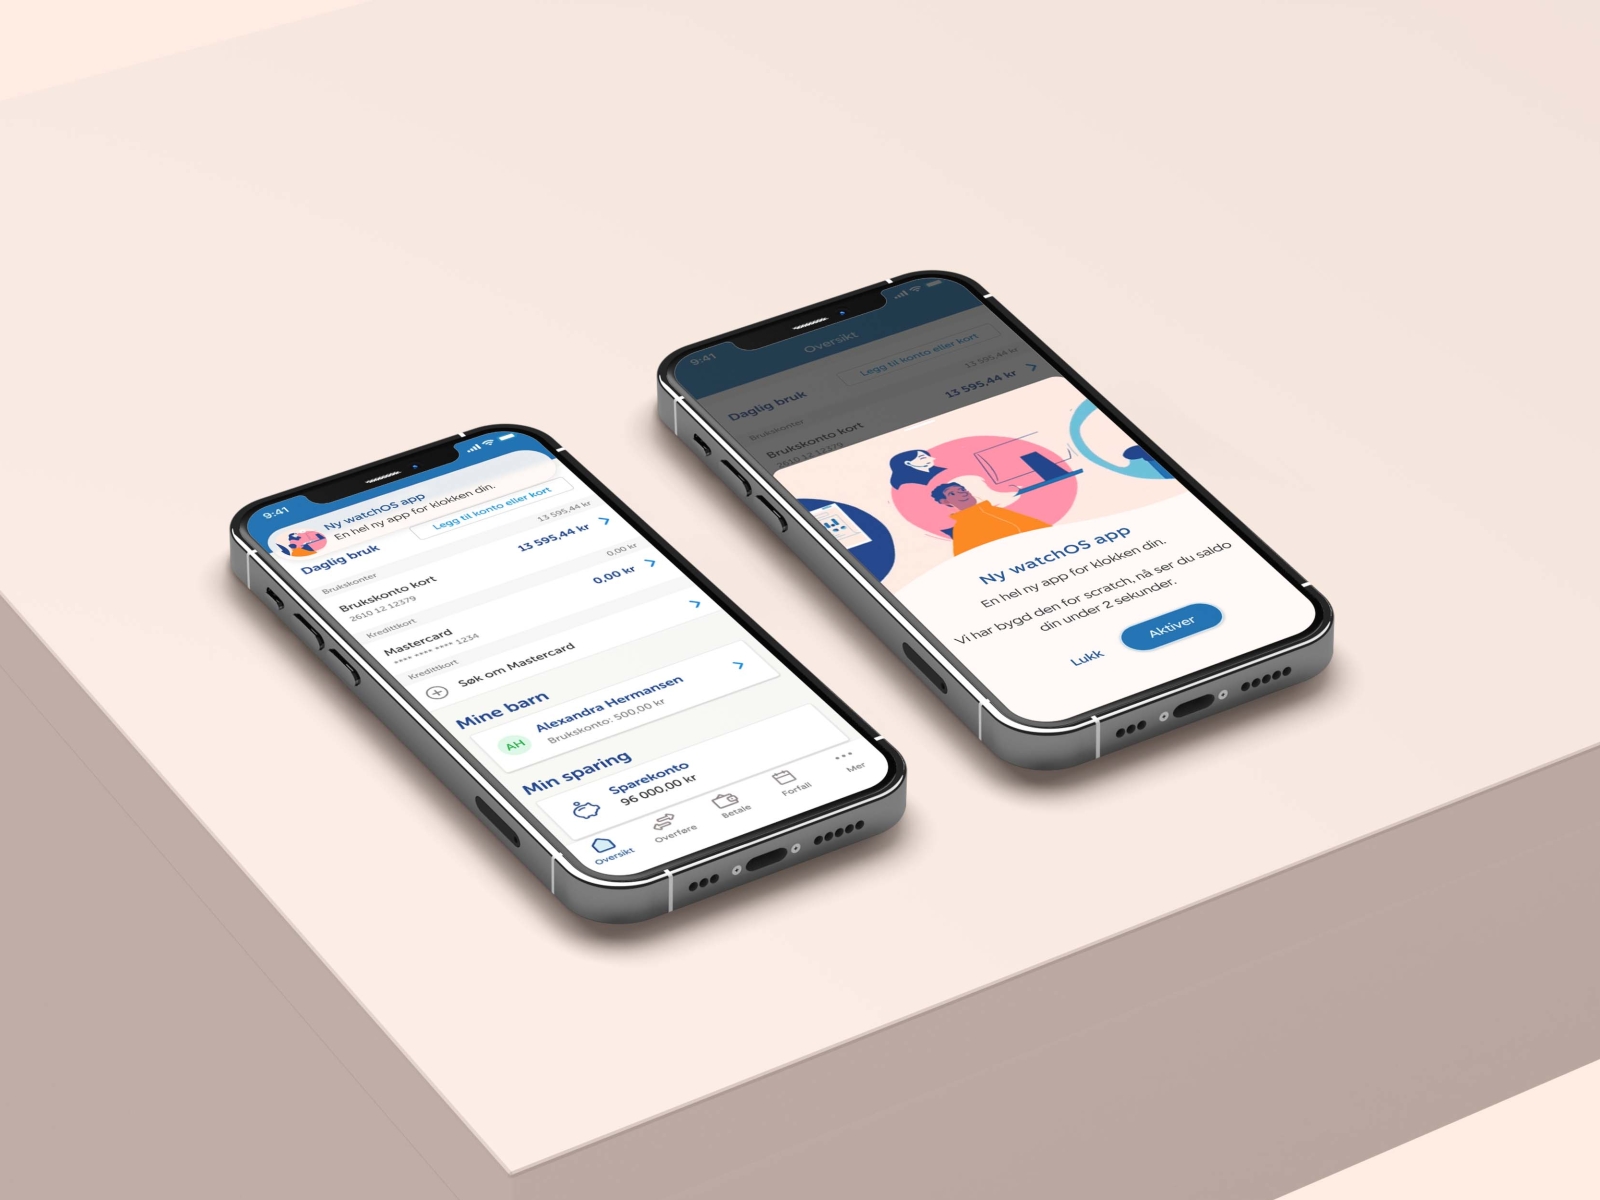 9:41
Ny watchOS app
En hel ny app for klokken din.
Daglig bruk
Legg til konto eller kort
Brukskonter
13 595,44 kr
Brukskonto kort
13 595,44 kr
2610 12 12379
Kredittkort
0,00 kr
Mastercard
0,00 kr
**** **** **** 1234
Kredittkort
Søk om Mastercard
Mine barn
AH
Alexandra Hermansen
Brukskonto: 500,00 kr
Min sparing
Sparekonto
96 000,00 kr
Oversikt
Overføre
Betale
Forfall
Mer
9:41
Oversikt
Daglig bruk
Legg til konto eller kort
Brukskonter
13 595,44 kr
Brukskonto kort
13 595,44 kr
2610 12 12379
Ny watchOS app
En hel ny app for klokken din.
Vi har bygd den for scratch, nå ser du saldo
din under 2 sekunder.
Lukk
Aktiver